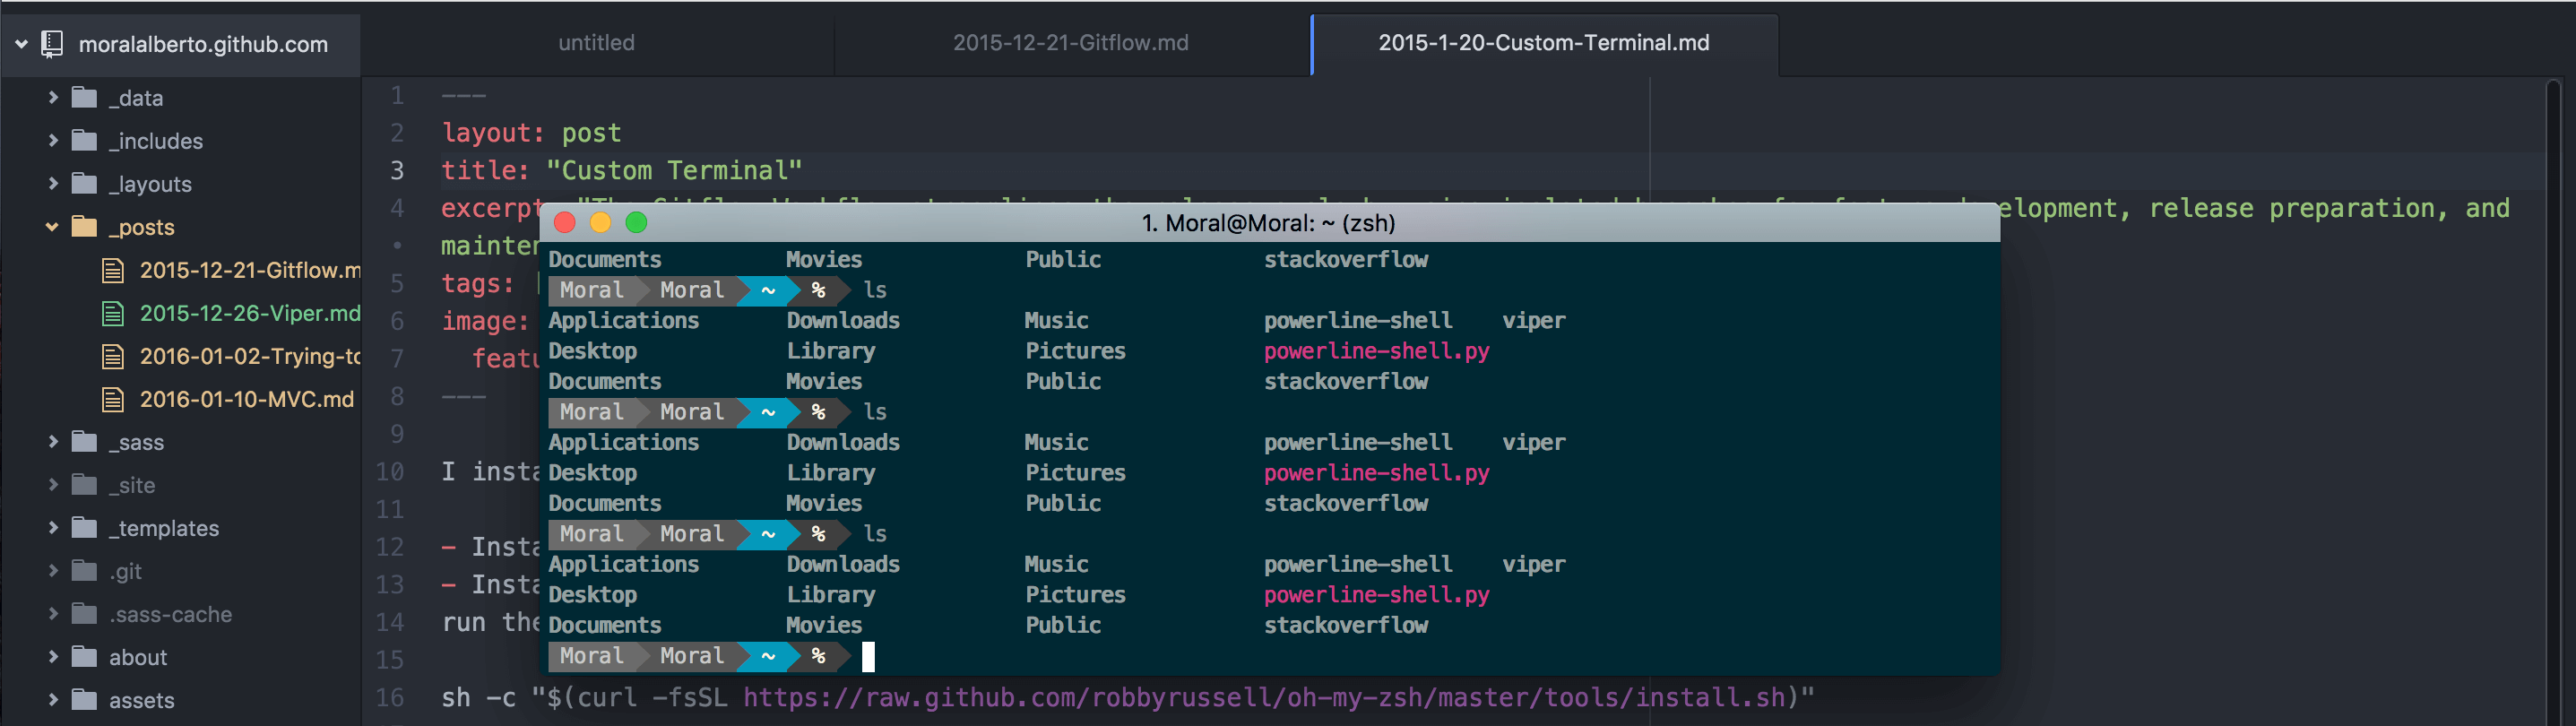 moralalberto.github.com
_data
_includes
_layouts
_posts
2015-12-21-Gitflow.m
2015-12-26-Viper.md
2016-01-02-Trying-to
2016-01-10-MVC.md
_sass
_site
_templates
.git
.sass-cache
about
assets
untitled 2015-12-21-Gitflow.md 2015-1-20-Custom-Terminal.md
1 ---
2 layout: post
3 title: "Custom Terminal"
4 excerpt elopment, release preparation, and
• mainten
5 tags:
6 image:
7 featu
8 ---
9
10 I insta
11
12 - Insta
13 - Insta
14 run the
15
16 sh -c "$(curl -fsSL https://raw.github.com/robbyrussell/oh-my-zsh/master/tools/install.sh)"
1. Moral@Moral: ~ (zsh)
Documents Movies Public stackoverflow
Moral Moral ~ % ls
Applications Downloads Music powerline-shell viper
Desktop Library Pictures powerline-shell.py
Documents Movies Public stackoverflow
Moral Moral ~ % ls
Applications Downloads Music powerline-shell viper
Desktop Library Pictures powerline-shell.py
Documents Movies Public stackoverflow
Moral Moral ~ % ls
Applications Downloads Music powerline-shell viper
Desktop Library Pictures powerline-shell.py
Documents Movies Public stackoverflow
Moral Moral ~ %